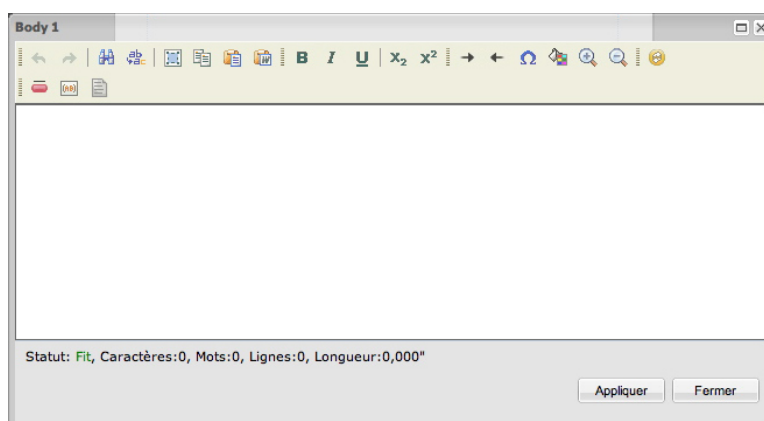 Body 1
B I U X₂ X² Ω
Statut: Fit, Caractères:0, Mots:0, Lignes:0, Longueur:0,000"
Appliquer Fermer